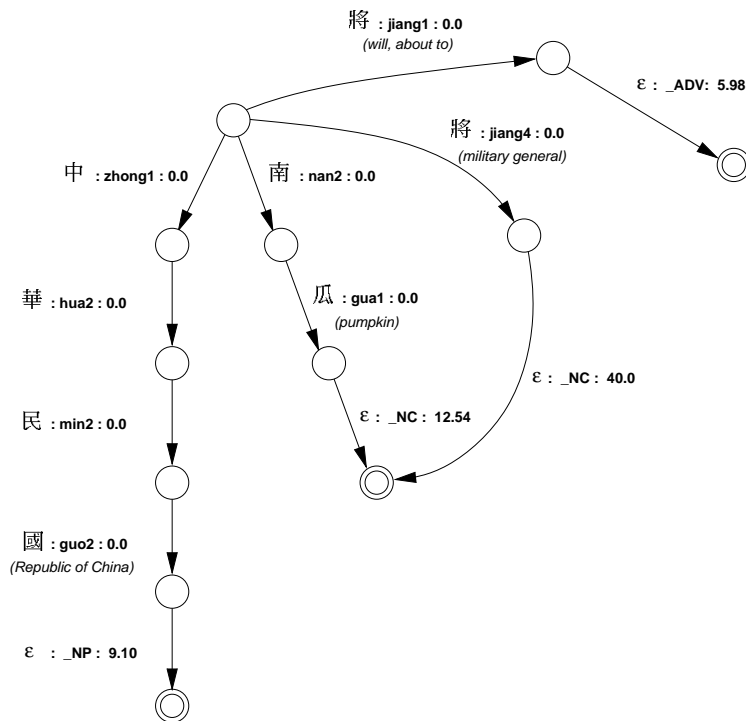 將 : jiang1 : 0.0
(will, about to)
ε : _ADV: 5.98
將 : jiang4 : 0.0
(military general)
中 : zhong1 : 0.0
南 : nan2 : 0.0
華 : hua2 : 0.0
瓜 : gua1 : 0.0
(pumpkin)
ε : _NC : 40.0
民 : min2 : 0.0
ε : _NC : 12.54
國 : guo2 : 0.0
(Republic of China)
ε : _NP : 9.10